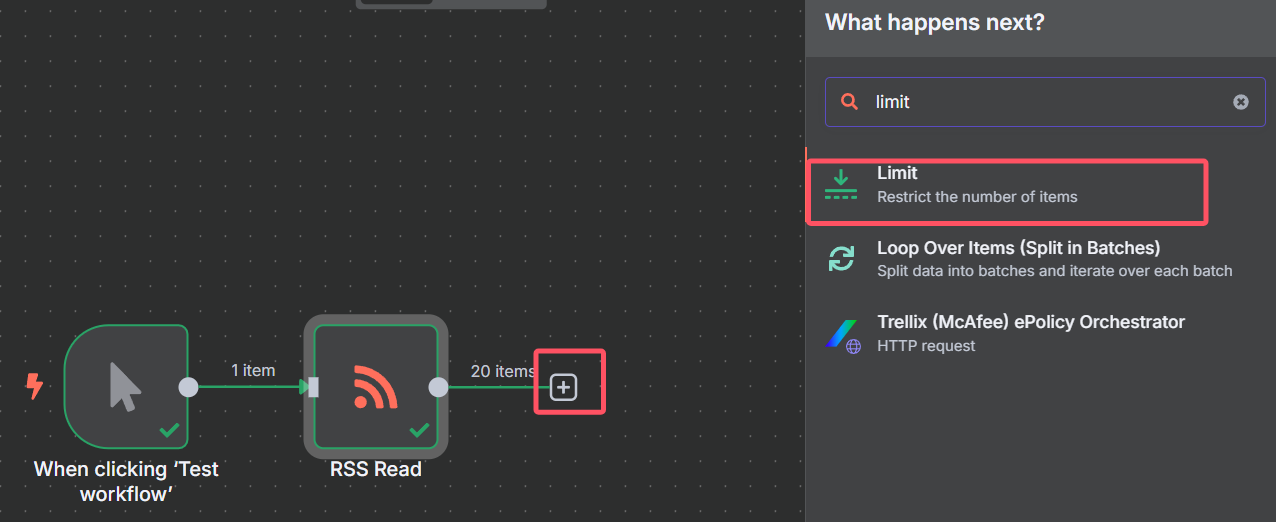 What happens next?
limit
Limit
Restrict the number of items
Loop Over Items (Split in Batches)
Split data into batches and iterate over each batch
Trellix (McAfee) ePolicy Orchestrator
HTTP request
1 item
20 items
When clicking ‘Test
workflow’
RSS Read